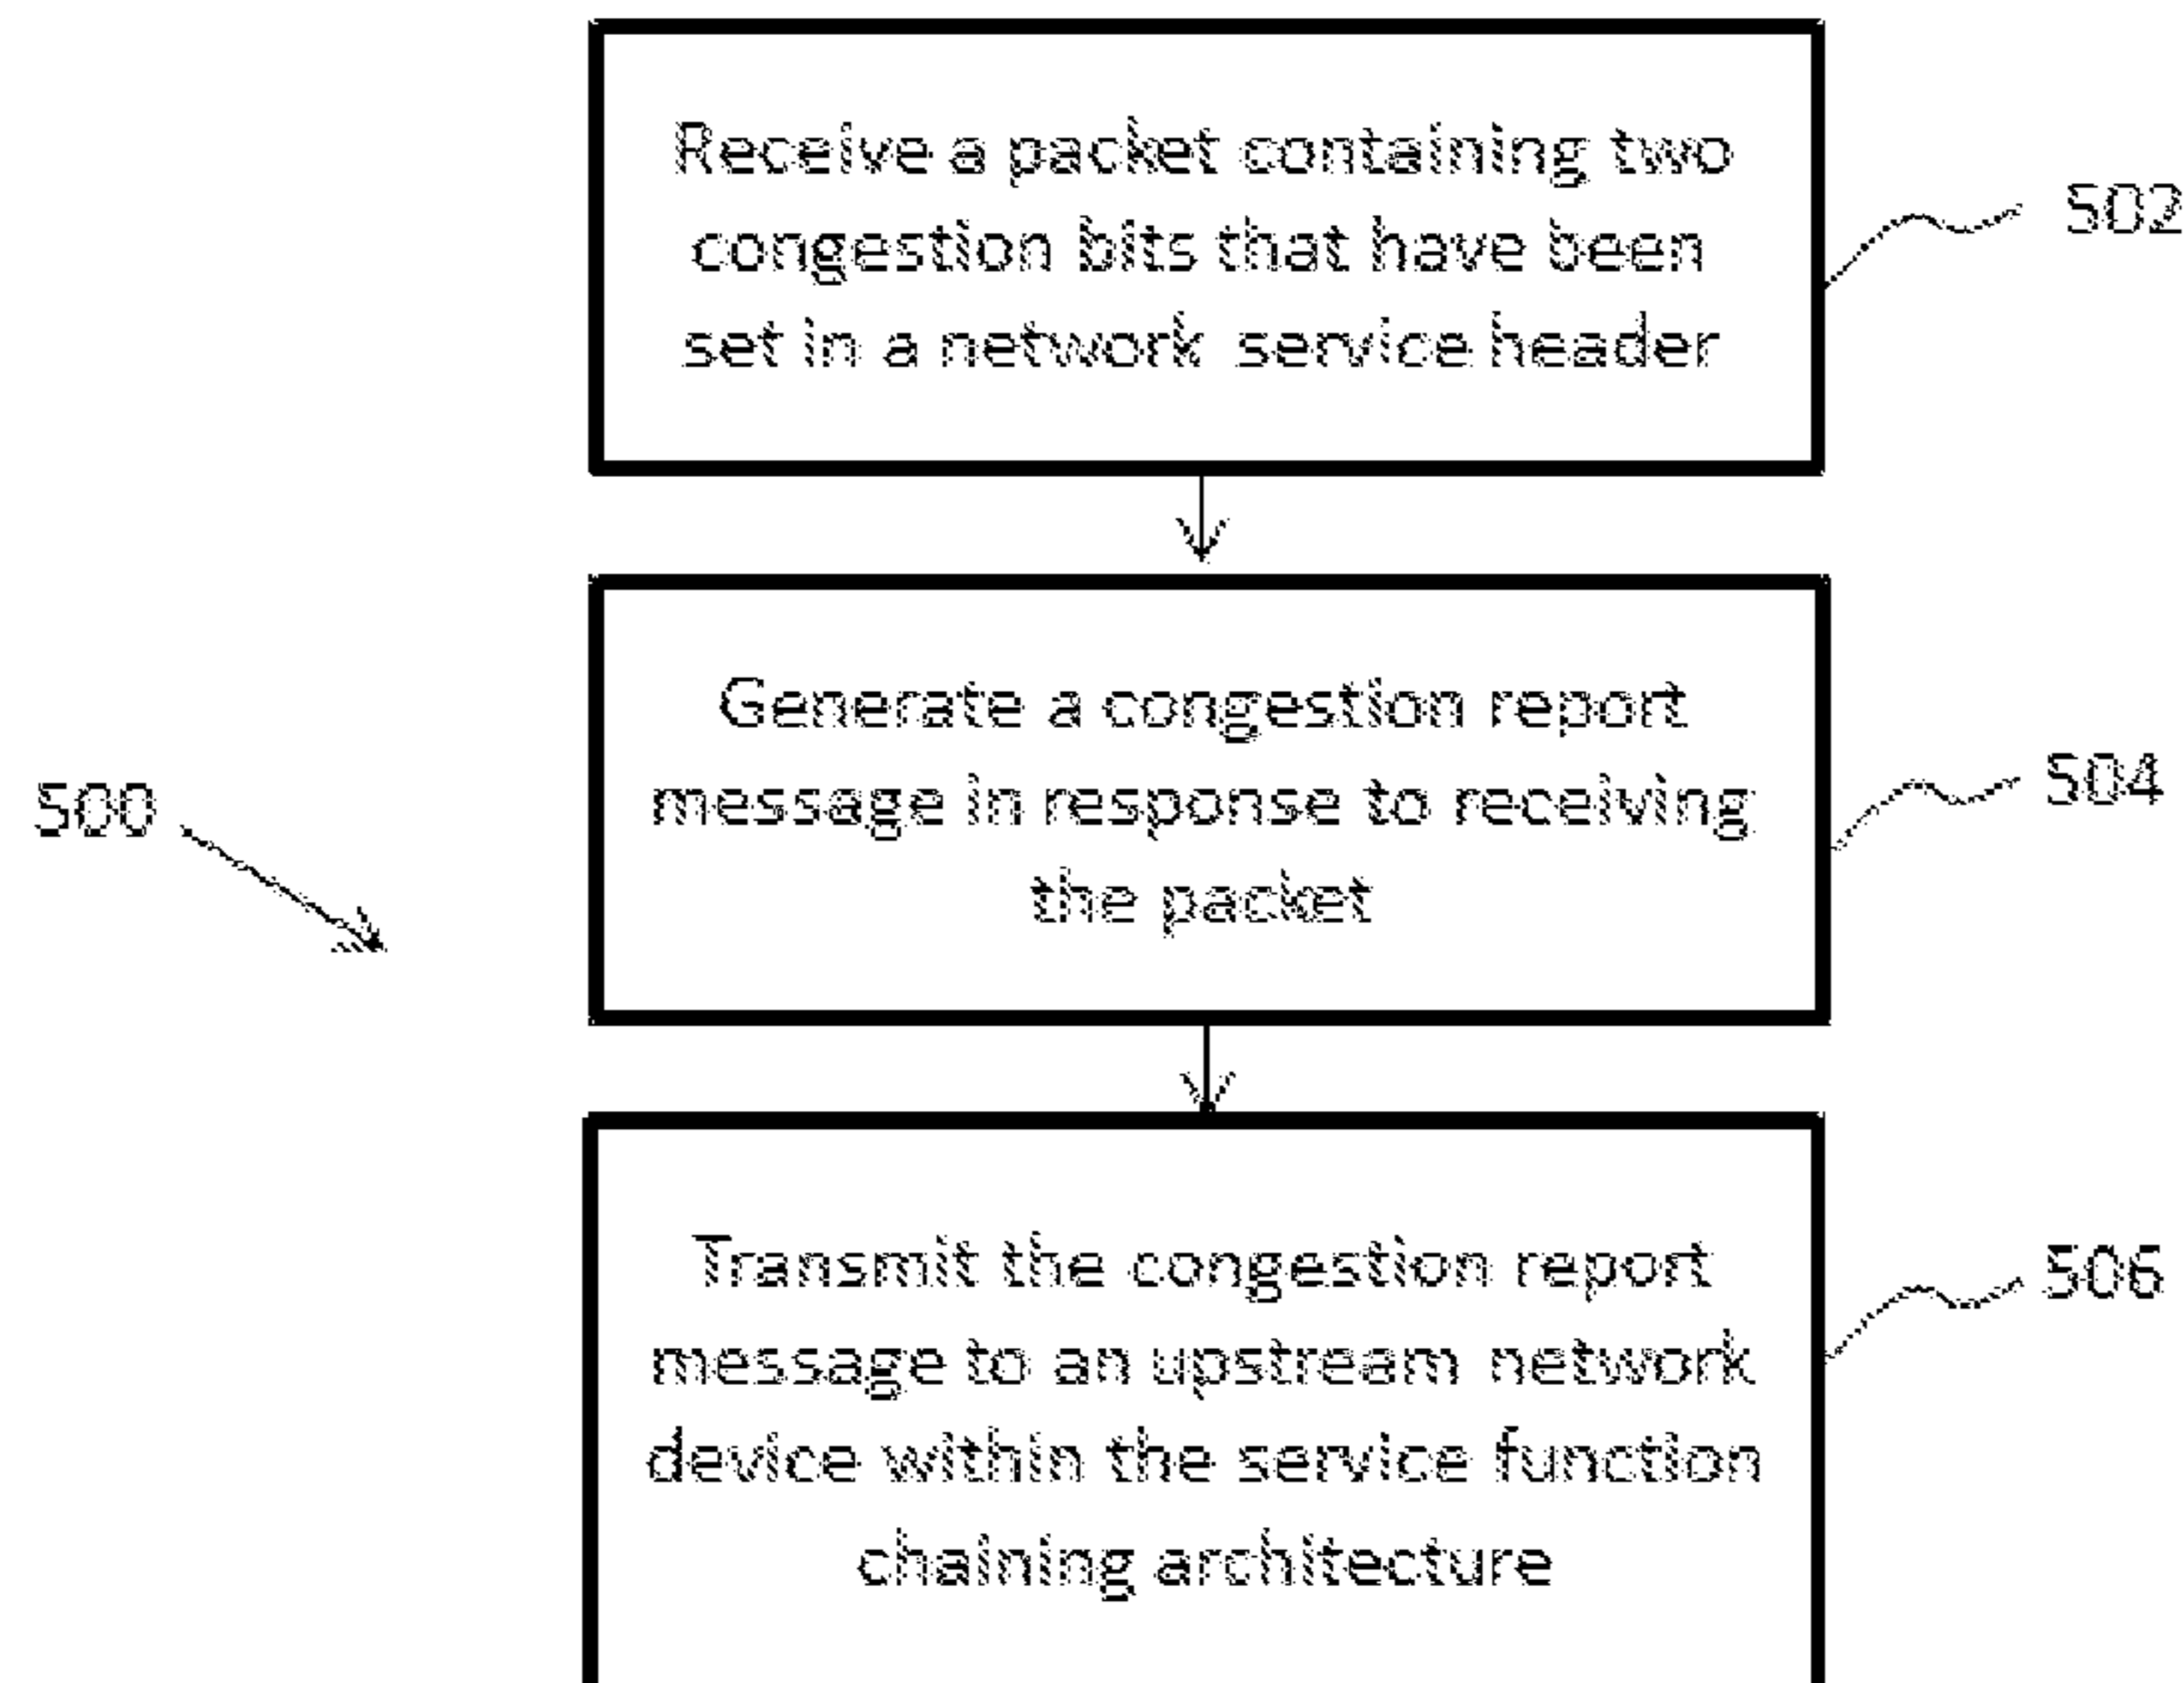 Receive a packet containing two
congestion bits that have been
set in a network service header
502
Generate a congestion report
message in response to receiving
the packet
504
500
Transmit the congestion report
message to an upstream network
device within the service function
chaining architecture
506